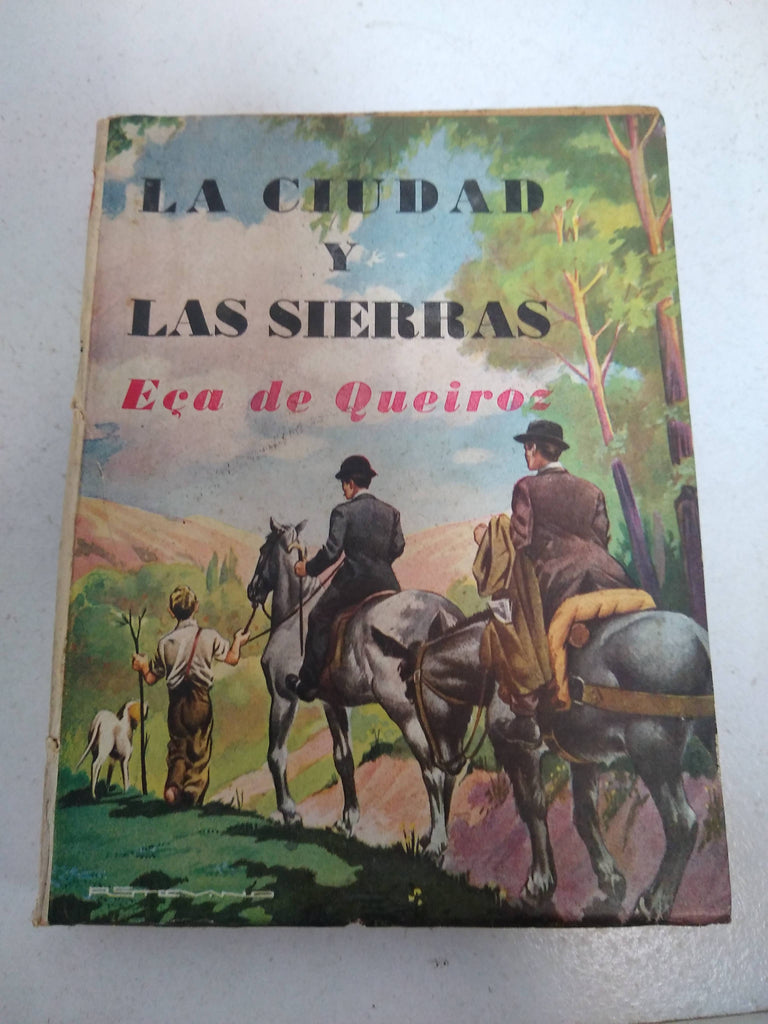 LA CIUDAD
Y
LAS SIERRAS
Eça de Queiroz